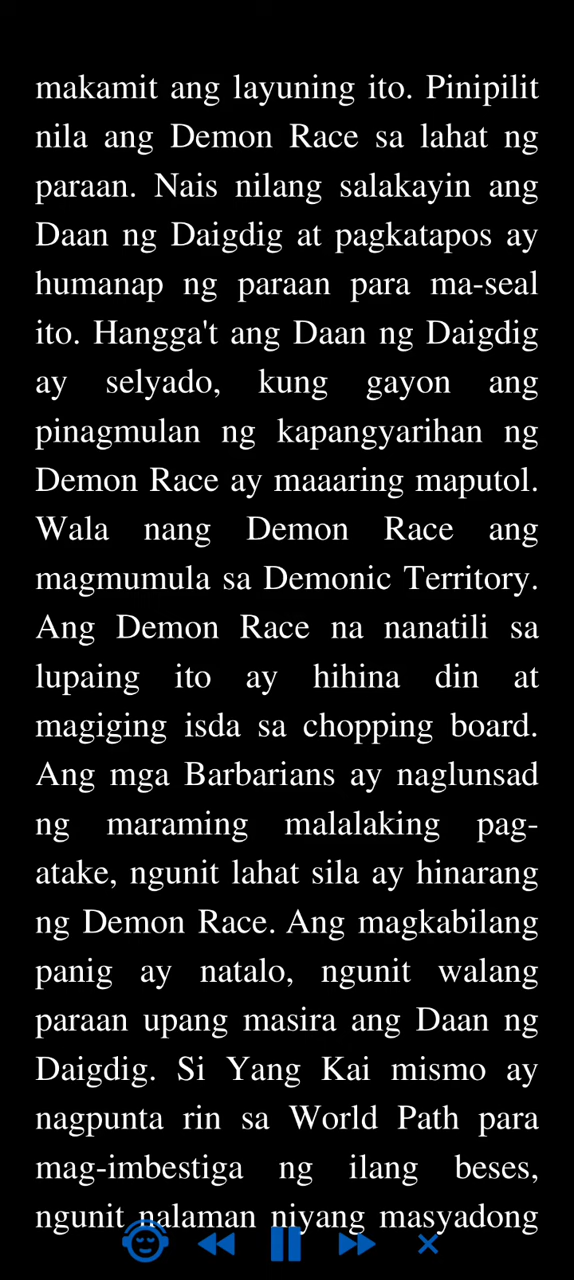 makamit ang layuning ito. Pinipilit
nila ang Demon Race sa lahat ng
paraan. Nais nilang salakayin ang
Daan ng Daigdig at pagkatapos ay
humanap ng paraan para ma-seal
ito. Hangga't ang Daan ng Daigdig
ay selyado, kung gayon ang
pinagmulan ng kapangyarihan ng
Demon Race ay maaaring maputol.
Wala nang Demon Race ang
magmumula sa Demonic Territory.
Ang Demon Race na nanatili sa
lupaing ito ay hihina din at
magiging isda sa chopping board.
Ang mga Barbarians ay naglunsad
ng maraming malalaking pag-
atake, ngunit lahat sila ay hinarang
ng Demon Race. Ang magkabilang
panig ay natalo, ngunit walang
paraan upang masira ang Daan ng
Daigdig. Si Yang Kai mismo ay
nagpunta rin sa World Path para
mag-imbestiga ng ilang beses,
ngunit nalaman niyang masyadong